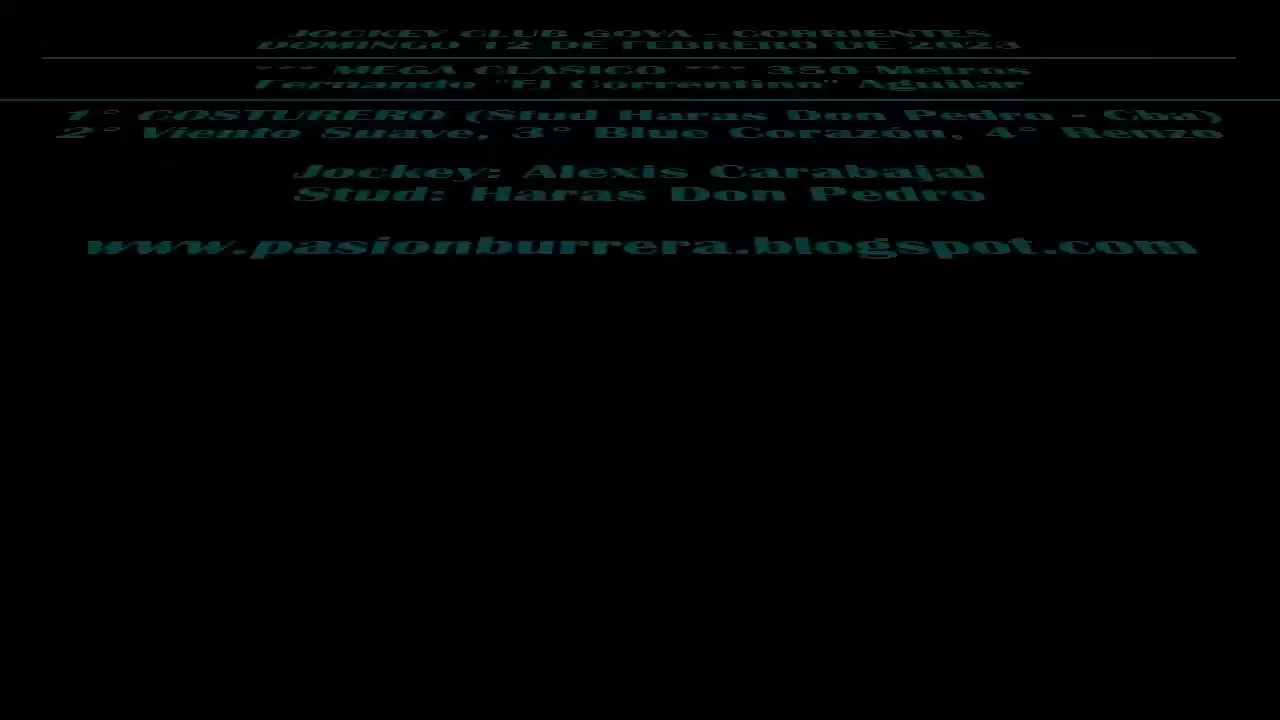 JOCKEY CLUB GOYA - CORRIENTES
DOMINGO 12 DE FEBRERO DE 2023
*** MEGA CLASICO *** 350 Metros
Fernando "El Correntino" Aguilar
1° COSTURERO (Stud Haras Don Pedro - Cba)
2° Viento Suave, 3° Blue Corazón, 4° Renzo
Jockey: Alexis Carabajal
Stud: Haras Don Pedro
www.pasionburrera.blogspot.com